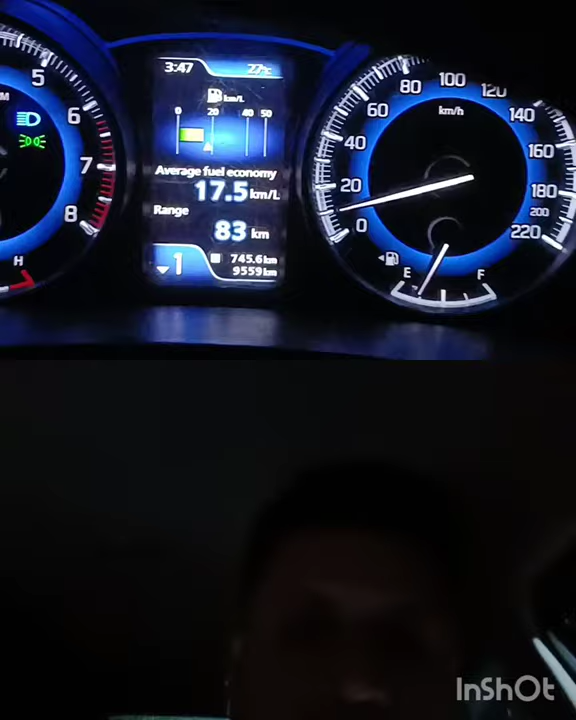 5
6
7
8
H
3:47 27°C
km/L
0 20 40 50
Average fuel economy
17.5 km/L
Range
83 km
1
745.6 km
9559 km
0
20
40
60
80
100
120
140
160
180
200
220
km/h
E F
InShOt